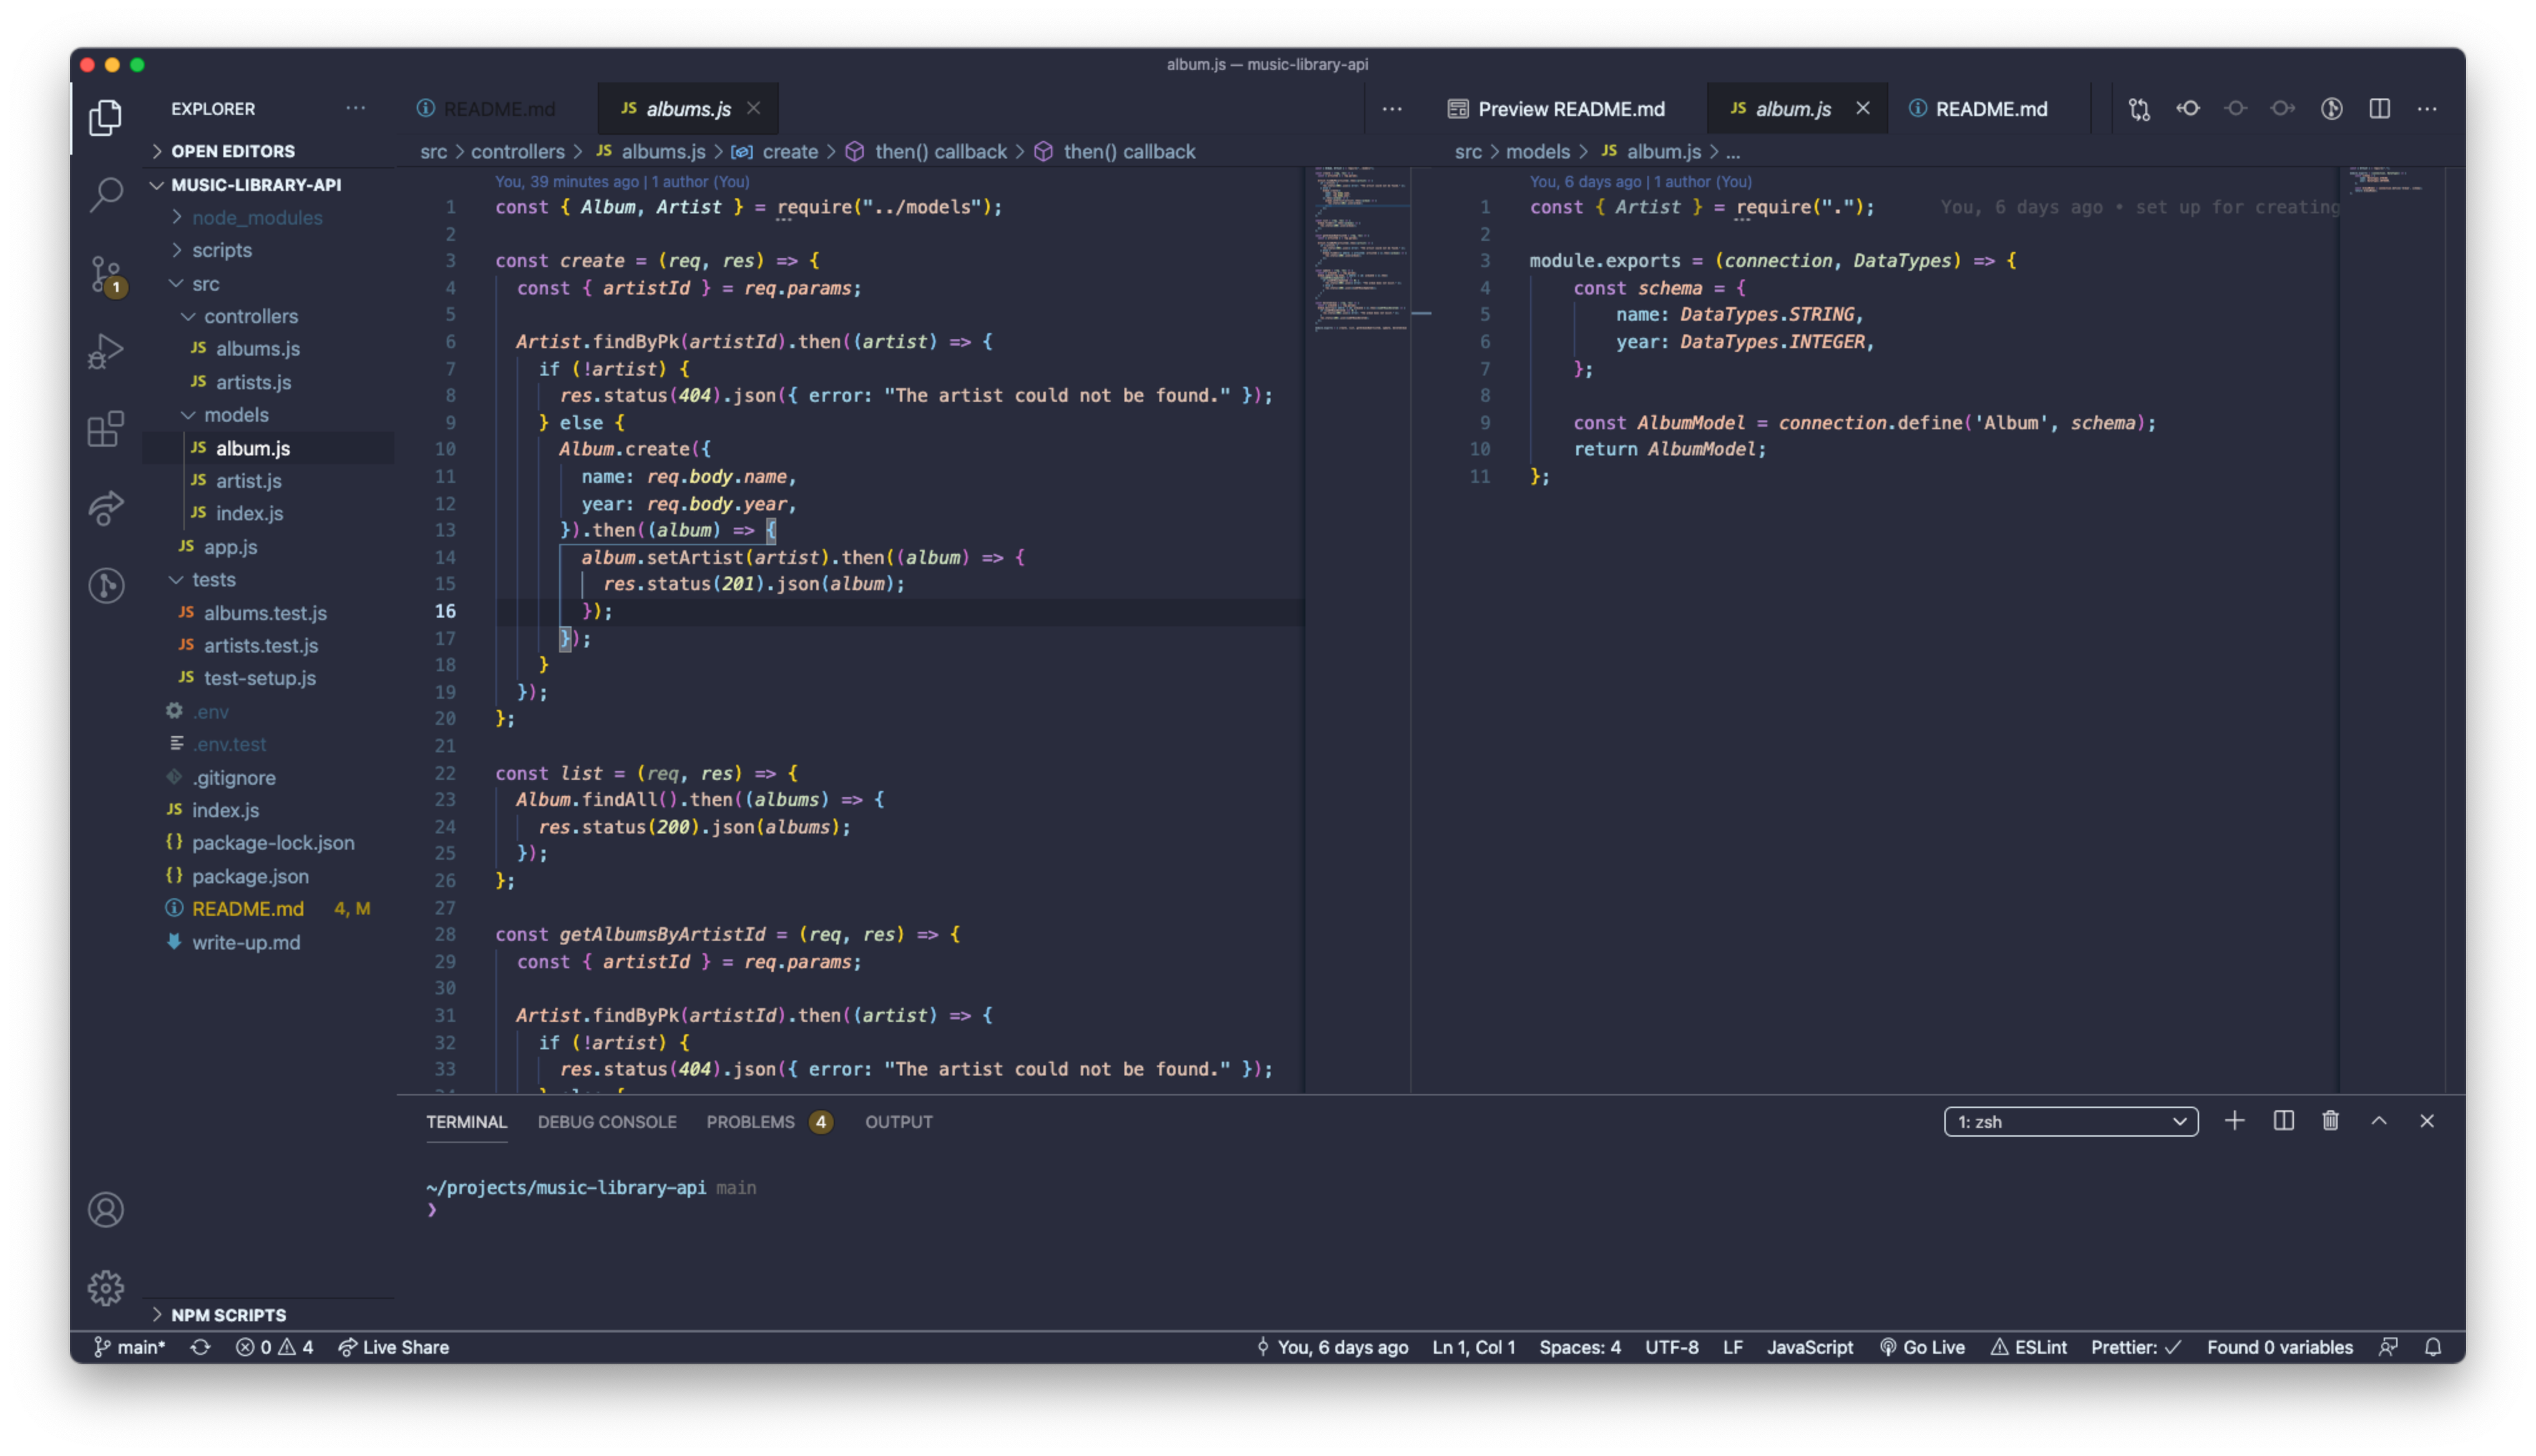 album.js — music-library-api
EXPLORER
OPEN EDITORS
MUSIC-LIBRARY-API
node_modules
scripts
src
controllers
JS albums.js
JS artists.js
models
JS album.js
JS artist.js
JS index.js
JS app.js
tests
JS albums.test.js
JS artists.test.js
JS test-setup.js
.env
.env.test
.gitignore
JS index.js
{} package-lock.json
{} package.json
README.md 4, M
write-up.md
NPM SCRIPTS
README.md
JS albums.js
src > controllers > JS albums.js > create > then() callback > then() callback
You, 39 minutes ago | 1 author (You)
1 const { Album, Artist } = require("../models");
2
3 const create = (req, res) => {
4 const { artistId } = req.params;
5
6 Artist.findByPk(artistId).then((artist) => {
7 if (!artist) {
8 res.status(404).json({ error: "The artist could not be found." });
9 } else {
10 Album.create({
11 name: req.body.name,
12 year: req.body.year,
13 }).then((album) => {
14 album.setArtist(artist).then((album) => {
15 res.status(201).json(album);
16 });
17 });
18 }
19 });
20 };
21
22 const list = (req, res) => {
23 Album.findAll().then((albums) => {
24 res.status(200).json(albums);
25 });
26 };
27
28 const getAlbumsByArtistId = (req, res) => {
29 const { artistId } = req.params;
30
31 Artist.findByPk(artistId).then((artist) => {
32 if (!artist) {
33 res.status(404).json({ error: "The artist could not be found." });
Preview README.md
JS album.js
README.md
src > models > JS album.js > ...
You, 6 days ago | 1 author (You)
1 const { Artist } = require("."); You, 6 days ago • set up for creating
2
3 module.exports = (connection, DataTypes) => {
4 const schema = {
5 name: DataTypes.STRING,
6 year: DataTypes.INTEGER,
7 };
8
9 const AlbumModel = connection.define('Album', schema);
10 return AlbumModel;
11 };
TERMINAL DEBUG CONSOLE PROBLEMS 4 OUTPUT
1: zsh
~/projects/music-library-api main
❯
1
main* 0 4 Live Share You, 6 days ago Ln 1, Col 1 Spaces: 4 UTF-8 LF JavaScript Go Live ESLint Prettier: ✓ Found 0 variables